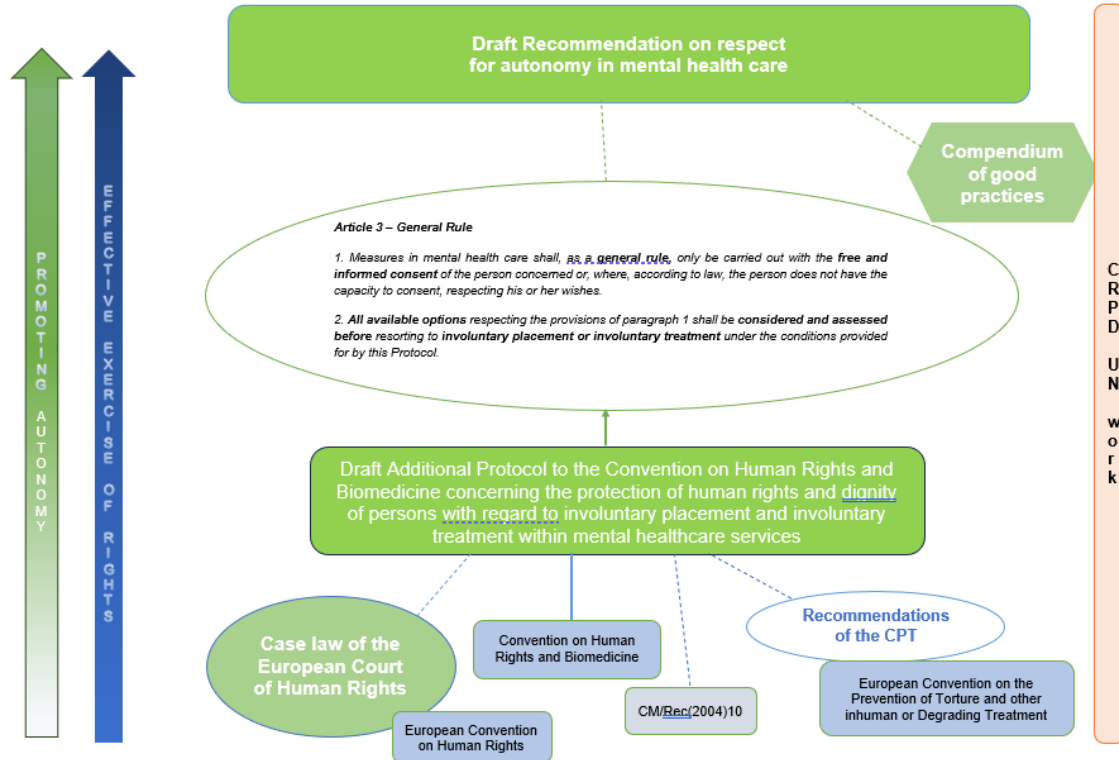 Draft Recommendation on respect
for autonomy in mental health care
Compendium
of good
practices
Article 3 – General Rule
1. Measures in mental health care shall, as a general rule, only be carried out with the free and
informed consent of the person concerned or, where, according to law, the person does not have the
capacity to consent, respecting his or her wishes.
2. All available options respecting the provisions of paragraph 1 shall be considered and assessed
before resorting to involuntary placement or involuntary treatment under the conditions provided
for by this Protocol.
PROMOTING AUTONOMY
EFFECTIVE EXERCISE OF RIGHTS
CRPD UN work
Draft Additional Protocol to the Convention on Human Rights and
Biomedicine concerning the protection of human rights and dignity
of persons with regard to involuntary placement and involuntary
treatment within mental healthcare services
Case law of the
European Court
of Human Rights
European Convention
on Human Rights
Convention on Human
Rights and Biomedicine
CM/Rec(2004)10
Recommendations
of the CPT
European Convention on the
Prevention of Torture and other
inhuman or Degrading Treatment